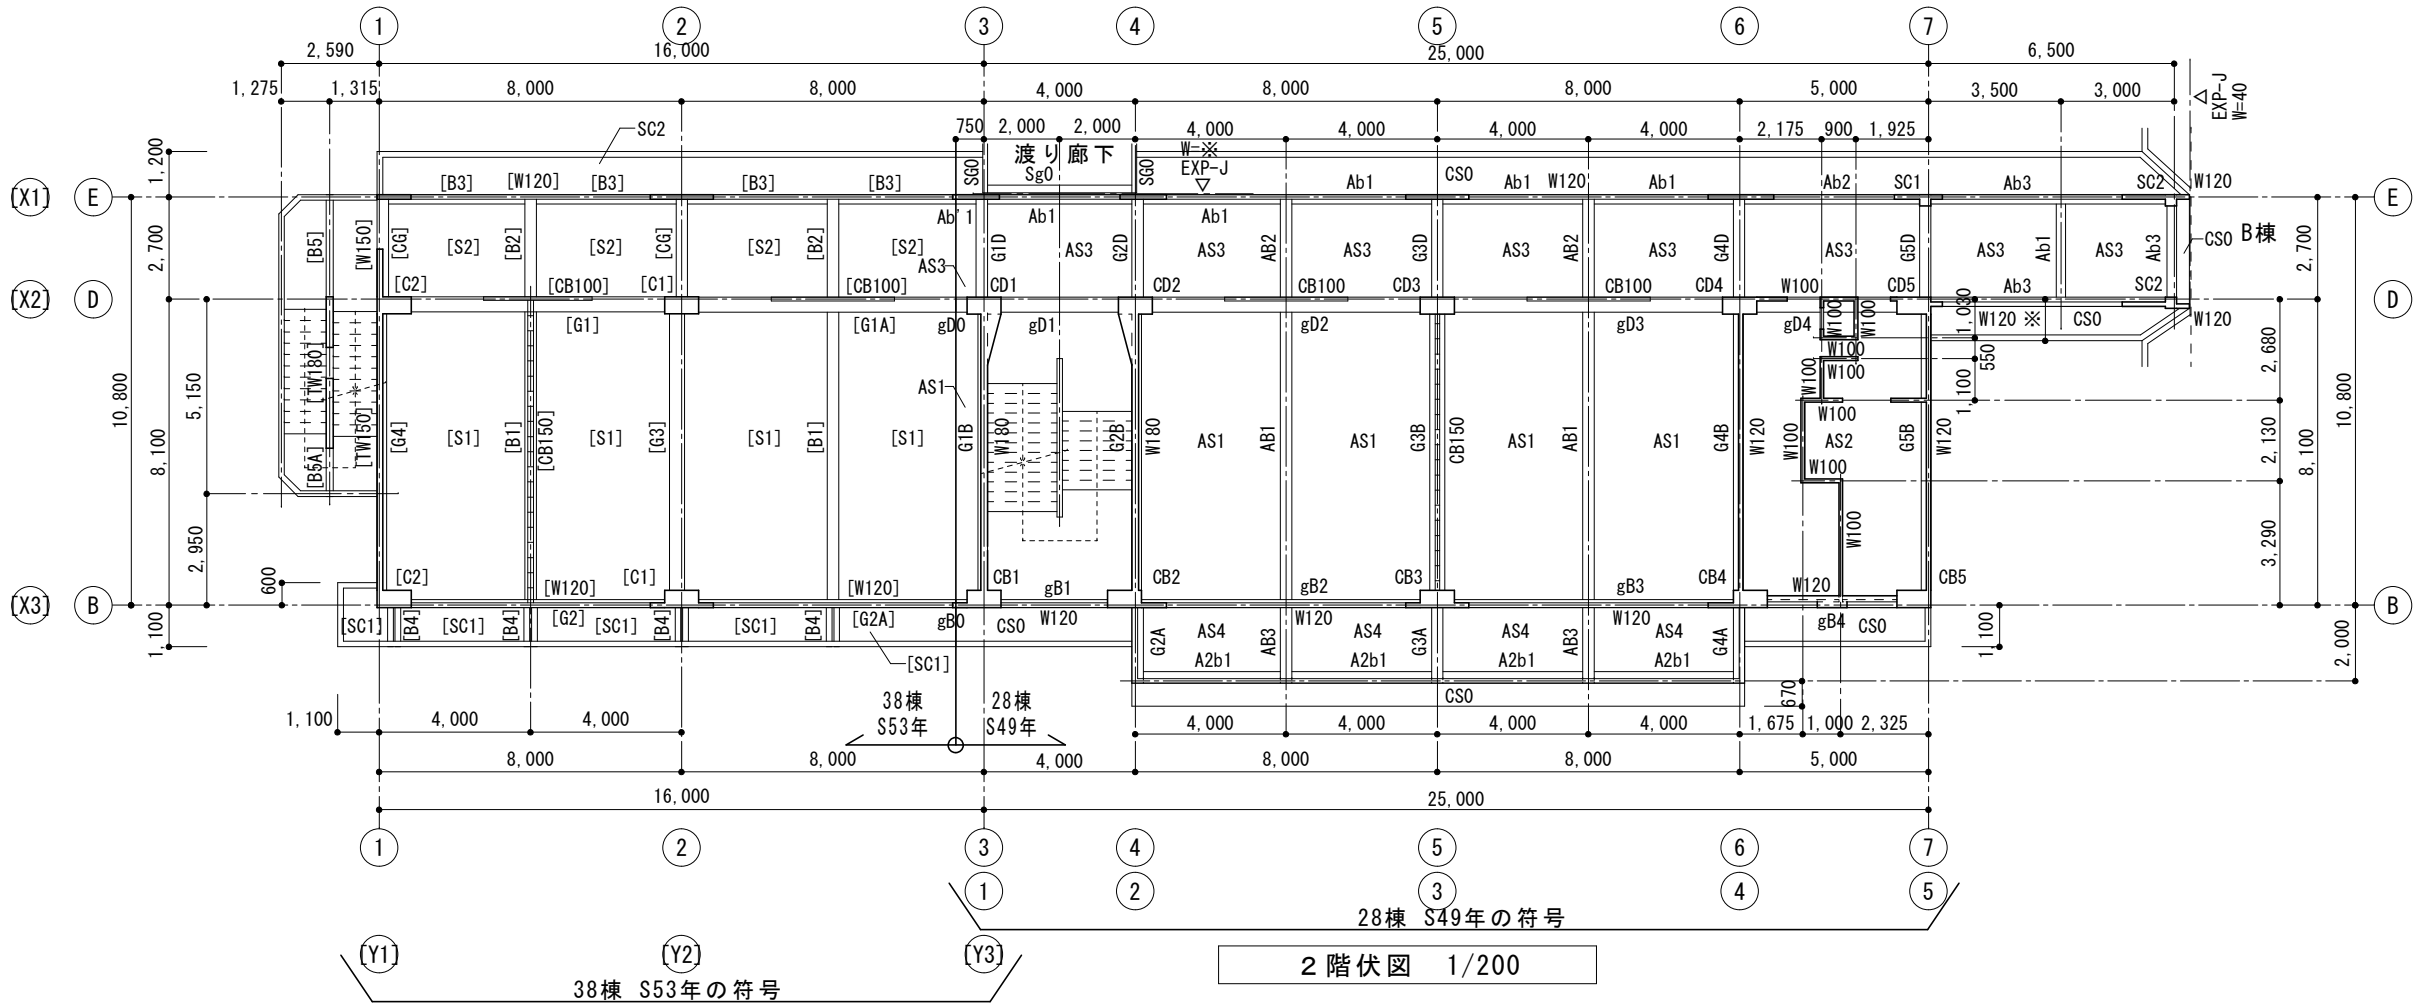 1 2 3 4 5 6 7
2,590 16,000 25,000 6,500
1,275 1,315 8,000 8,000 4,000 8,000 8,000 5,000 3,500 3,000
EXP-J
W=40
750 2,000 2,000 4,000 4,000 4,000 4,000 2,175 900 1,925
SC2
渡り廊下
Sg0
SG0
SG0
W-※
EXP-J
1,200
[B3] [W120] [B3] [B3] [B3] Ab1 CS0 Ab1 W120 Ab1 Ab2 SC1 Ab3 SC2 W120
[X1] E E
Ab'1 Ab1 Ab1
2,700 [B5] [W150] [CG] [S2] [B2] [S2] [CG] [S2] [B2] [S2] G1D AS3 G2D AS3 AB2 AS3 G3D AS3 AB2 AS3 G4D AS3 G5D AS3 Ab1 AS3 Ab3 CS0 B棟 2,700
AS3
[C2] [CB100] [C1] [CB100] CD1 CD2 CB100 CD3 CB100 CD4 W100 CD5 Ab3 SC2
[X2] D D
[G1] [G1A] gD0 gD1 gD2 gD3 gD4 W100 W100 1,030 W120 ※ CS0 W120
W100
550
W100
W100
1,100
2,680
[TW180]
AS1
10,800 5,150 8,100
[TW150] [G4] [S1] [B1] [CB150] [S1] [G3] [S1] [B1] [S1] G1B W180 G2B W180 AS1 AB1 AS1 G3B CB150 AS1 AB1 AS1 G4B W120 W100 W100 AS2 G5B W120
[B5A]
W100
2,130 8,100 10,800
W100
3,290
2,950
600
[C2] [W120] [C1] [W120] CB1 gB1 CB2 gB2 CB3 gB3 CB4 W120 CB5
[X3] B B
[SC1] [B4] [SC1] [B4] [G2] [SC1] [B4] [SC1] [B4] [G2A] gB0 CS0 W120 W120 W120 gB4 CS0
1,100
[SC1]
G2A AS4 AB3 AS4 G3A AS4 AB3 AS4 G4A
A2b1 A2b1 A2b1 A2b1
1,100
2,000
CS0
670
38棟 28棟
S53年 S49年
1,100 4,000 4,000 4,000 4,000 4,000 4,000 1,675 1,000 2,325
8,000 8,000 4,000 8,000 8,000 5,000
16,000 25,000
1 2 3 4 5 6 7
1 2 3 4 5
28棟 S49年の符号
[Y1] [Y2] [Y3]
38棟 S53年の符号
２階伏図 1/200